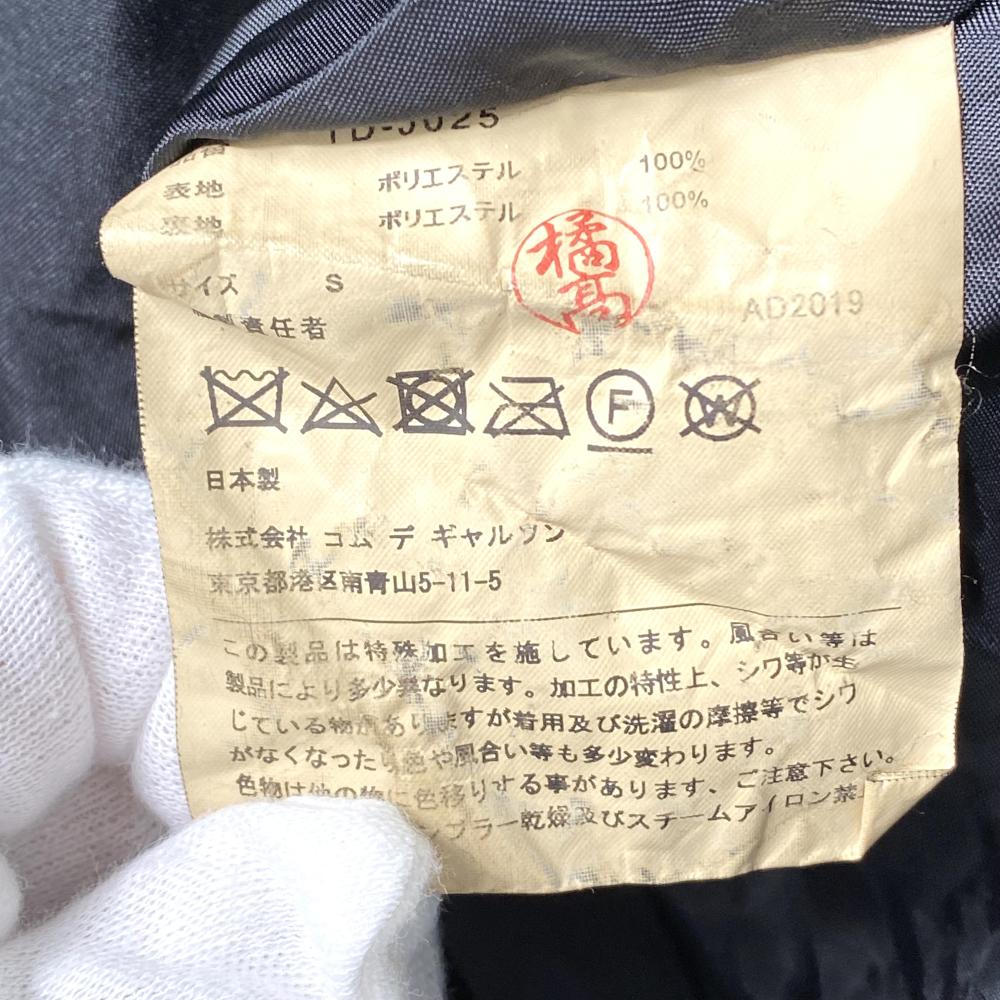 品番 TD-J025
表地 ポリエステル 100%
裏地 ポリエステル 100%
橘高
サイズ S
責任者 AD2019
F W
日本製
株式会社 コム デ ギャルソン
東京都港区南青山5-11-5
この製品は特殊加工を施しています。風合い等は
製品により多少異なります。加工の特性上、シワ等が生
じている物がありますが着用及び洗濯の摩擦等でシワ
がなくなったり色や風合い等も多少変わります。
色物は他の物に色移りする事があります、ご注意下さい。
ンブラー乾燥及びスチームアイロン禁